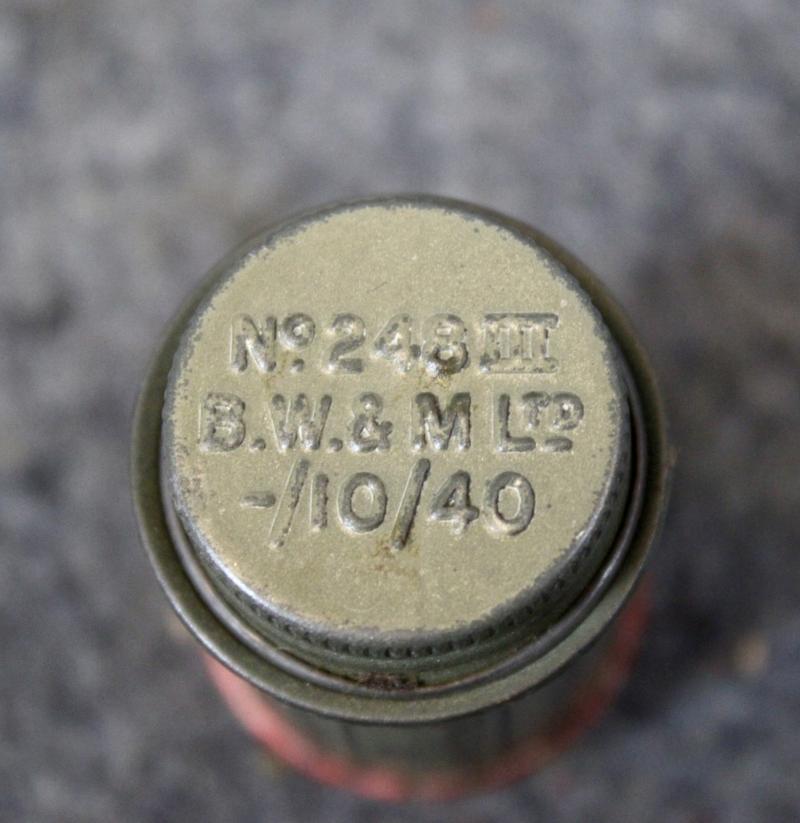 Nº 248 III
B.W. & M LTD
-/10/40